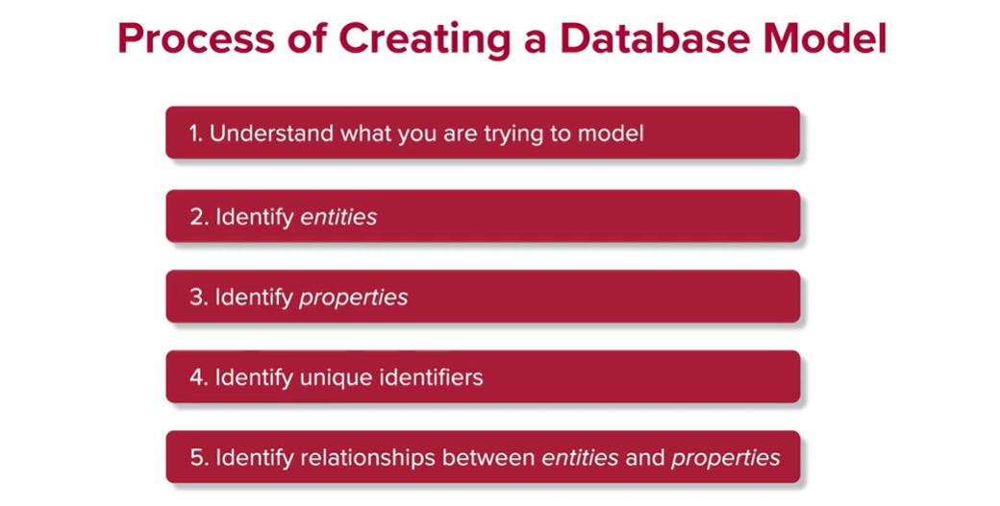 Process of Creating a Database Model
1. Understand what you are trying to model
2. Identify entities
3. Identify properties
4. Identify unique identifiers
5. Identify relationships between entities and properties